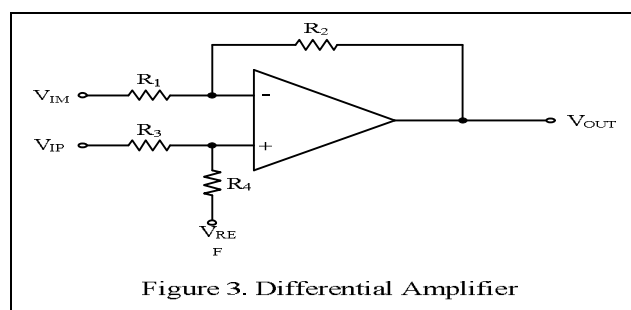 R2
R1
VIM
-
VOUT
R3
VIP
+
R4
VRE
F
Figure 3. Differential Amplifier